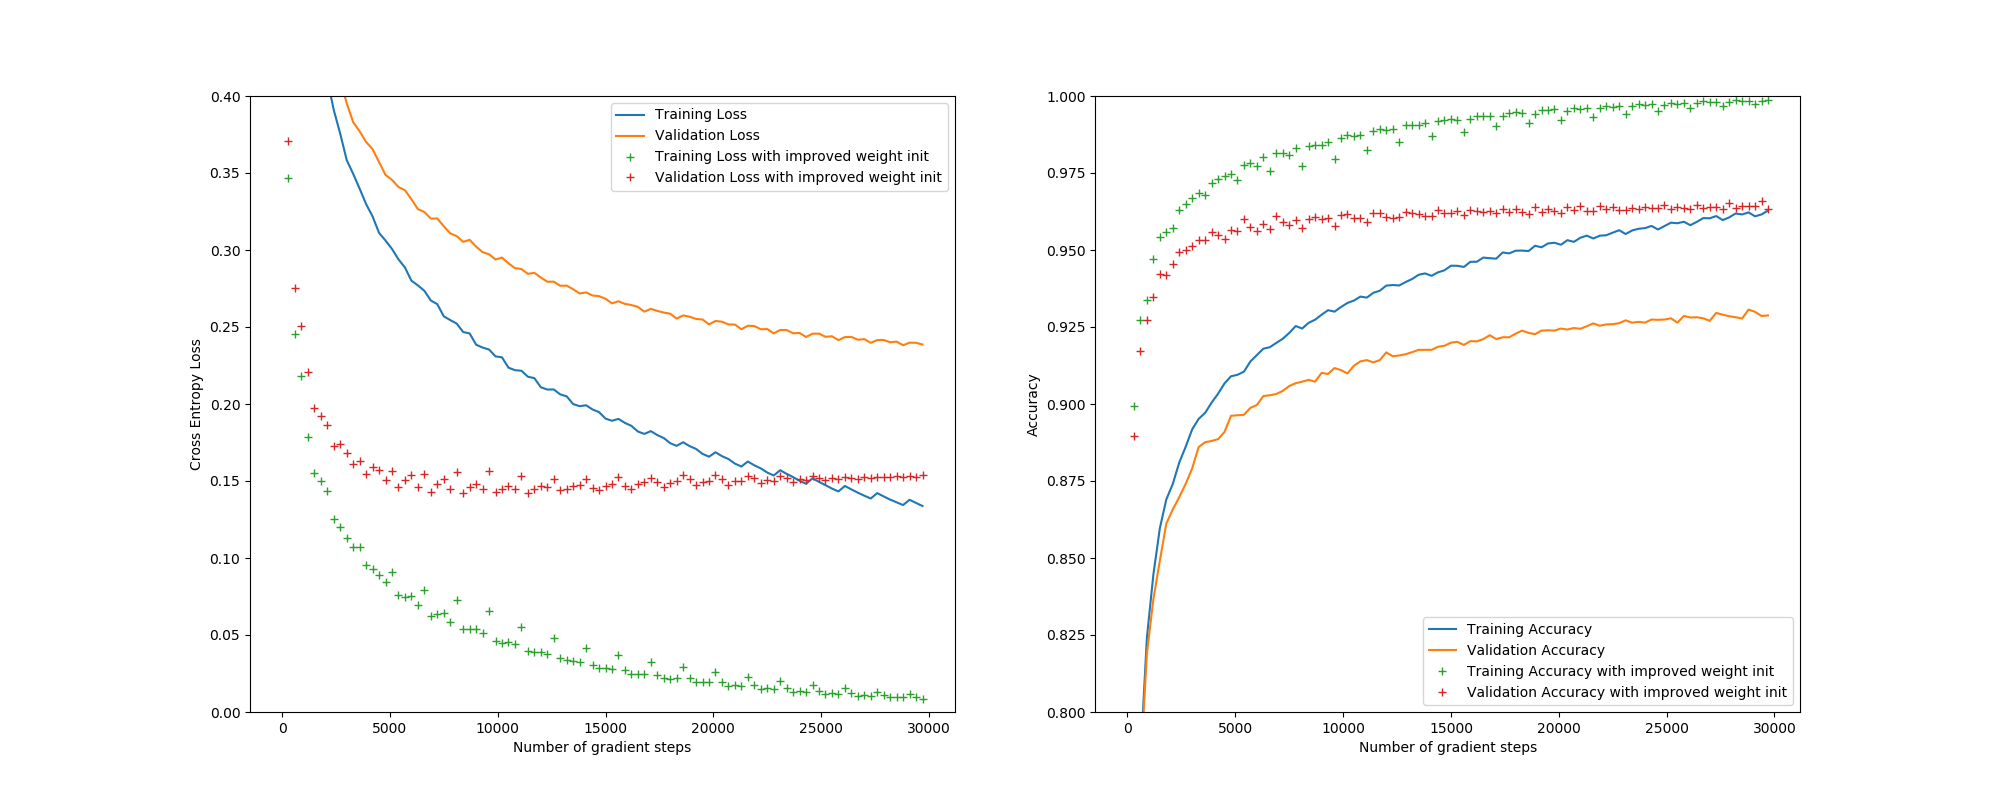 0.40
0.35
0.30
0.25
0.20
0.15
0.10
0.05
0.00
Cross Entropy Loss
Training Loss
Validation Loss
Training Loss with improved weight init
Validation Loss with improved weight init
0 5000 10000 15000 20000 25000 30000
Number of gradient steps
1.000
0.975
0.950
0.925
0.900
0.875
0.850
0.825
0.800
Accuracy
Training Accuracy
Validation Accuracy
Training Accuracy with improved weight init
Validation Accuracy with improved weight init
0 5000 10000 15000 20000 25000 30000
Number of gradient steps